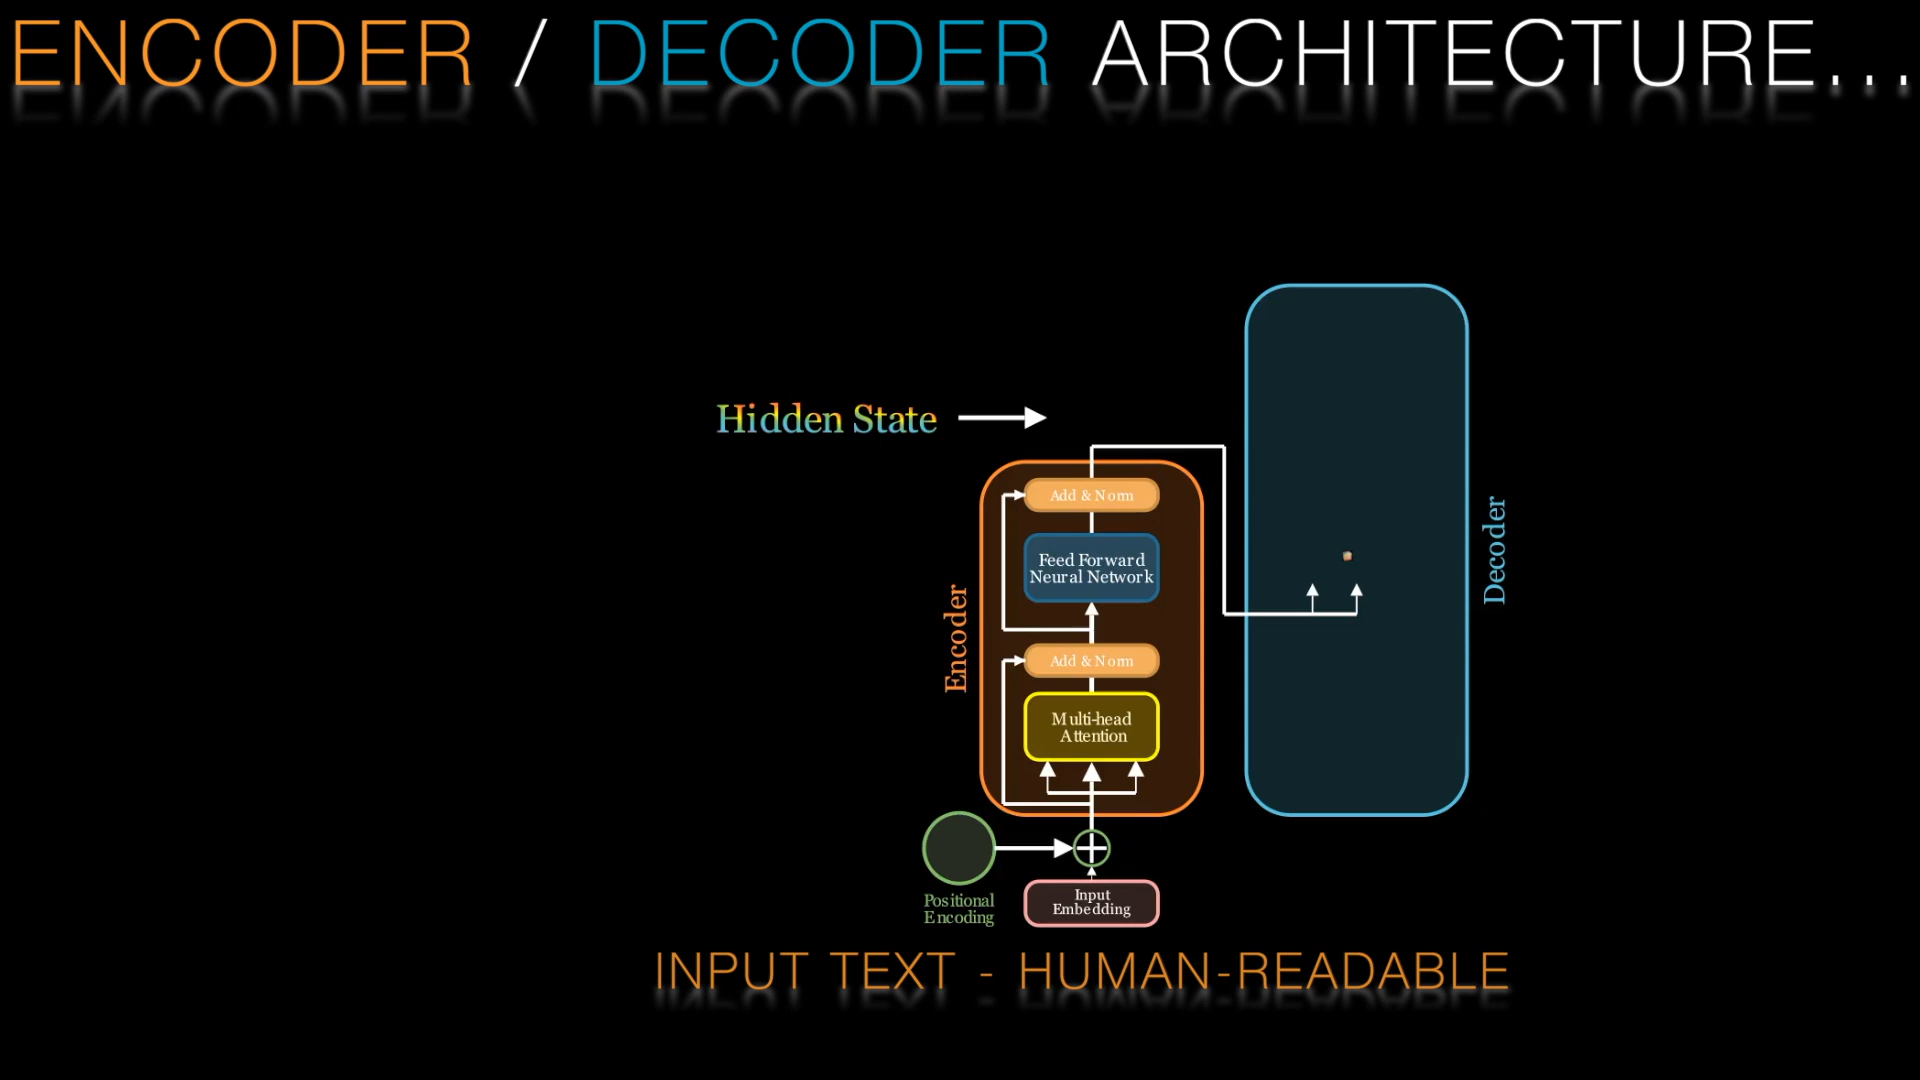 ENCODER / DECODER ARCHITECTURE...
Hidden State
Add & Norm
Feed Forward
Neural Network
Encoder
Decoder
Add & Norm
Multi-head
Attention
Positional
Encoding
Input
Embedding
INPUT TEXT - HUMAN-READABLE